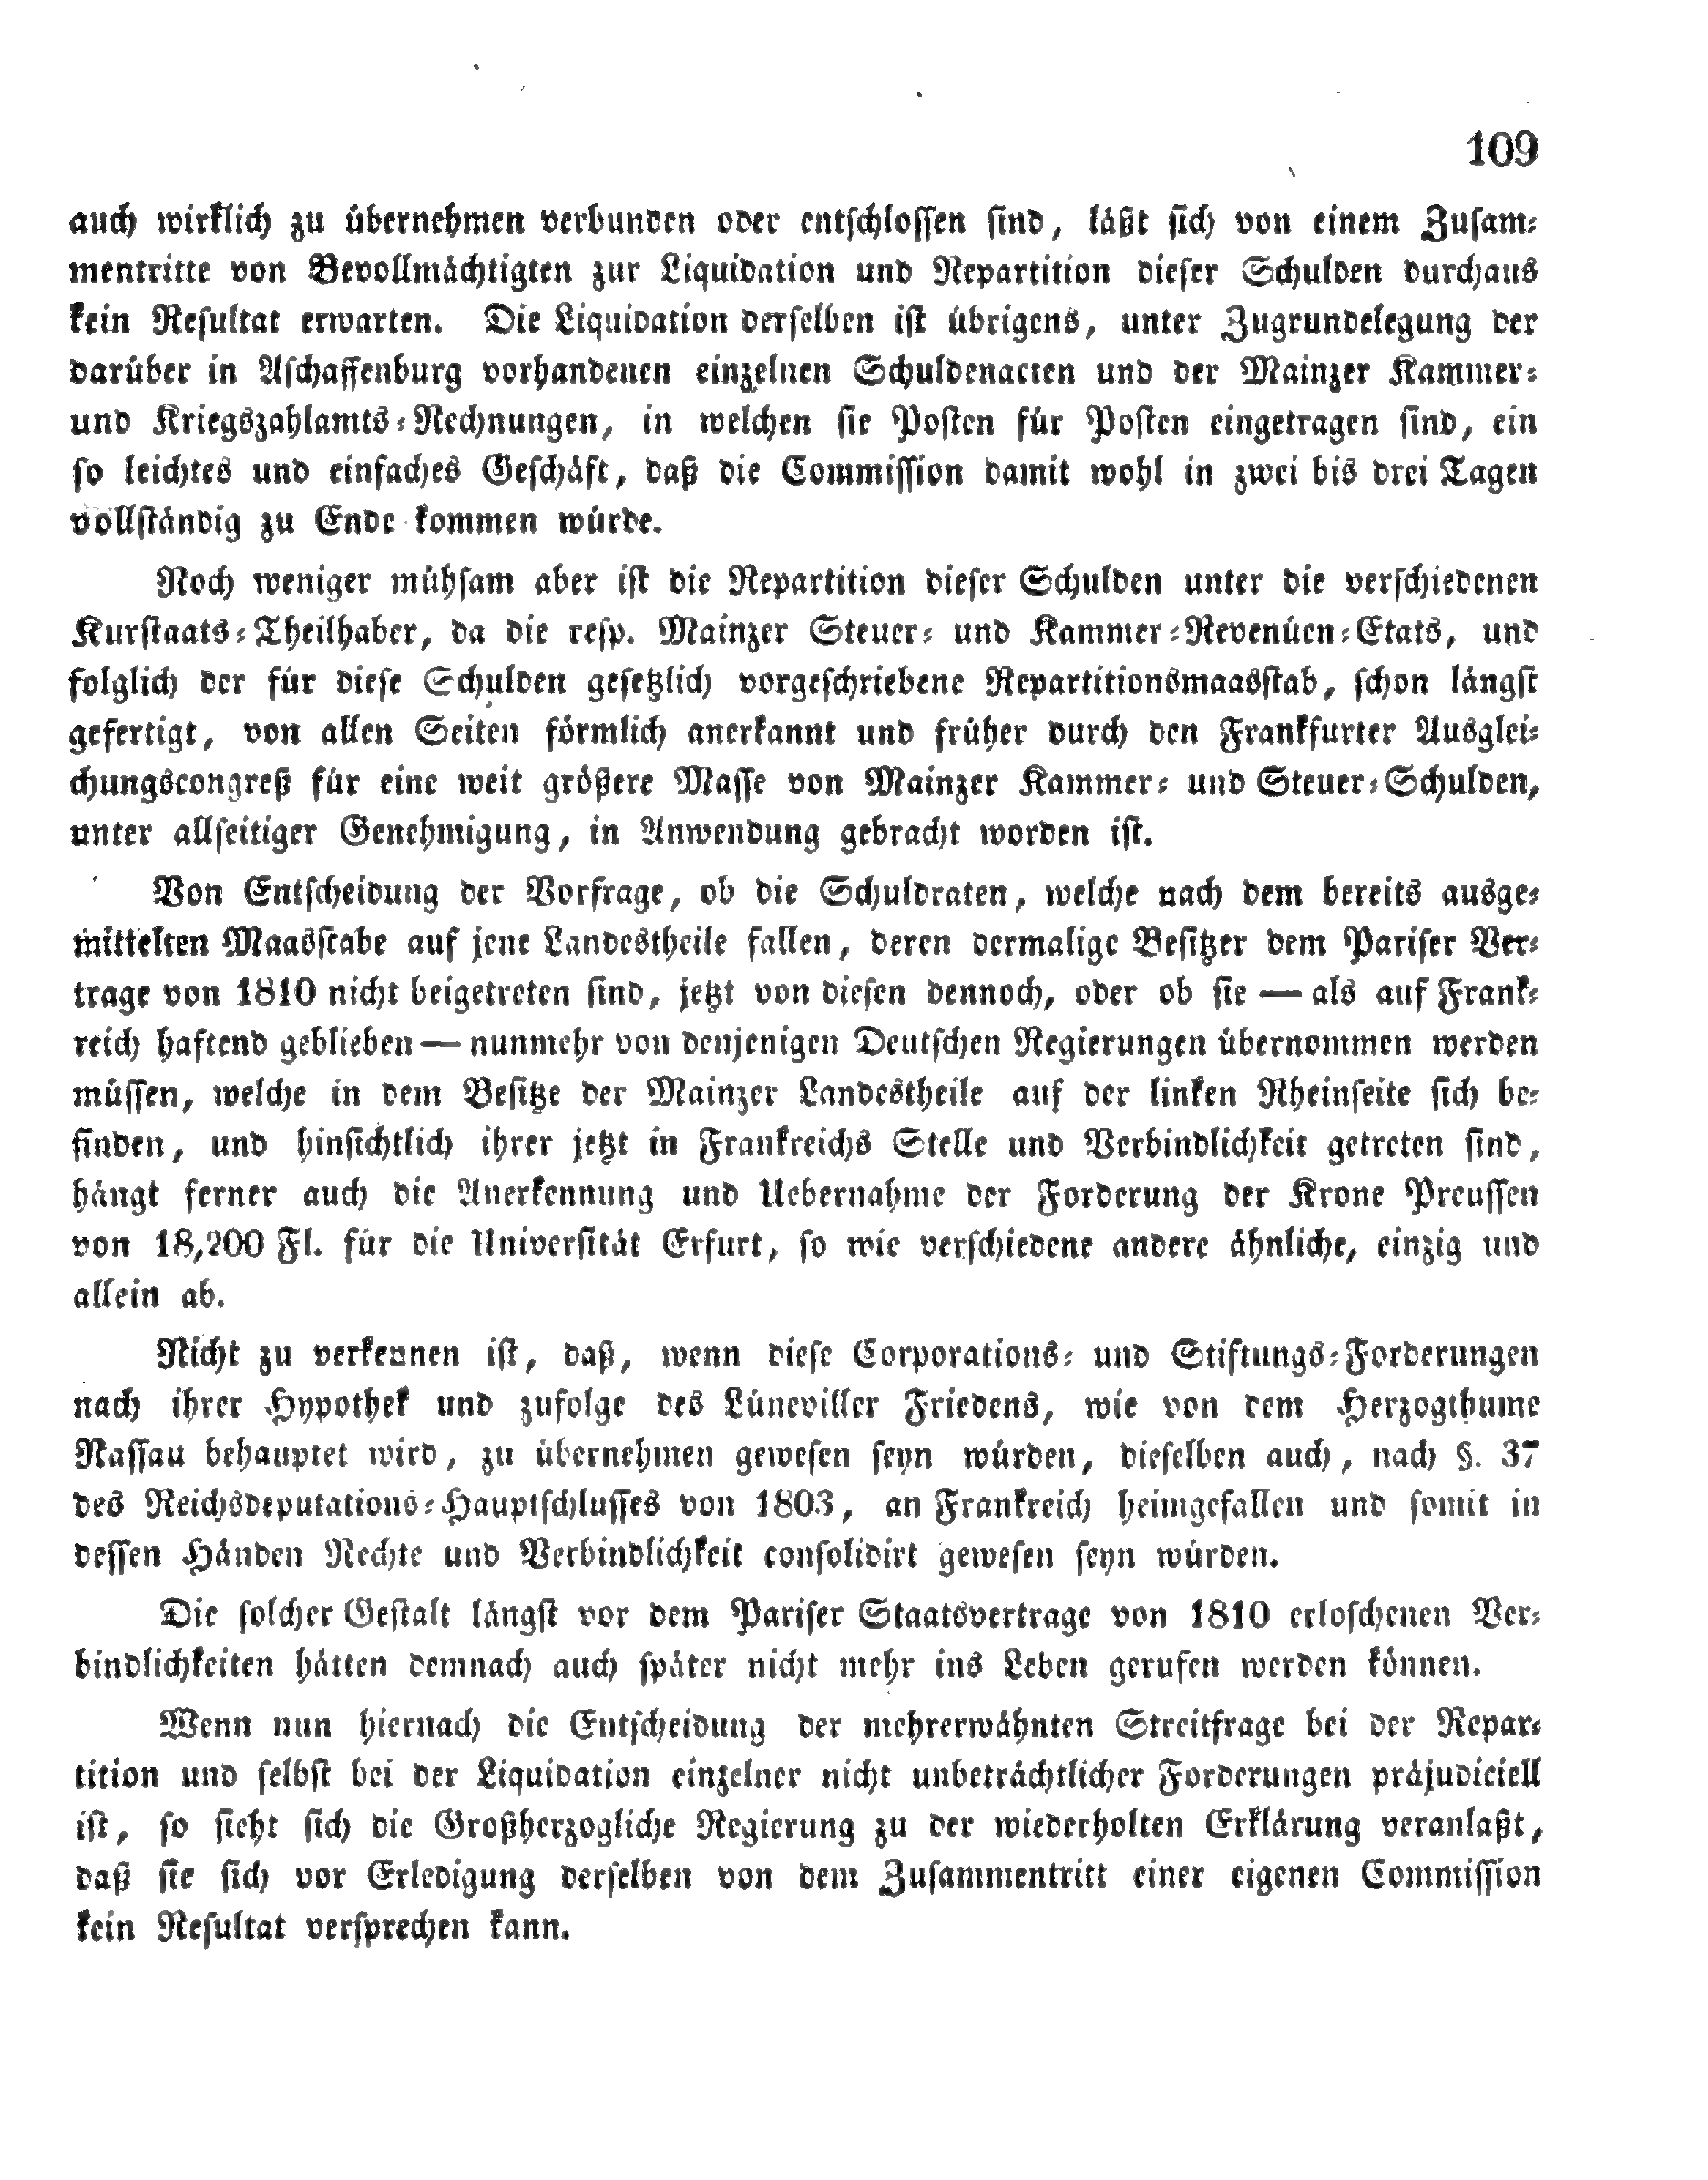 109
auch wirklich zu übernehmen verbunden oder entschlossen sind, läßt sich von einem Zusam-
mentritte von Bevollmächtigten zur Liquidation und Repartition dieser Schulden durchaus
kein Resultat erwarten. Die Liquidation derselben ist übrigens, unter Zugrundelegung der
darüber in Aschaffenburg vorhandenen einzelnen Schuldenacten und der Mainzer Kammer-
und Kriegszahlamts-Rechnungen, in welchen sie Posten für Posten eingetragen sind, ein
so leichtes und einfaches Geschäft, daß die Commission damit wohl in zwei bis drei Tagen
vollständig zu Ende kommen würde.
Noch weniger mühsam aber ist die Repartition dieser Schulden unter die verschiedenen
Kurstaats-Theilhaber, da die resp. Mainzer Steuer- und Kammer-Revenüen-Etats, und
folglich der für diese Schulden gesetzlich vorgeschriebene Repartitionsmaasstab, schon längst
gefertigt, von allen Seiten förmlich anerkannt und früher durch den Frankfurter Ausglei-
chungscongreß für eine weit größere Masse von Mainzer Kammer- und Steuer-Schulden,
unter allseitiger Genehmigung, in Anwendung gebracht worden ist.
Von Entscheidung der Vorfrage, ob die Schuldraten, welche nach dem bereits ausge-
mittelten Maasstabe auf jene Landestheile fallen, deren dermalige Besitzer dem Pariser Ver-
trage von 1810 nicht beigetreten sind, jetzt von diesen dennoch, oder ob sie — als auf Frank-
reich haftend geblieben — nunmehr von denjenigen Deutschen Regierungen übernommen werden
müssen, welche in dem Besitze der Mainzer Landestheile auf der linken Rheinseite sich be-
finden, und hinsichtlich ihrer jetzt in Frankreichs Stelle und Verbindlichkeit getreten sind,
hängt ferner auch die Anerkennung und Uebernahme der Forderung der Krone Preussen
von 18,200 Fl. für die Universität Erfurt, so wie verschiedene andere ähnliche, einzig und
allein ab.
Nicht zu verkennen ist, daß, wenn diese Corporations- und Stiftungs-Forderungen
nach ihrer Hypothek und zufolge des Lüneviller Friedens, wie von dem Herzogthume
Nassau behauptet wird, zu übernehmen gewesen seyn würden, dieselben auch, nach §. 37
des Reichsdeputations-Hauptschlusses von 1803, an Frankreich heimgefallen und somit in
dessen Händen Rechte und Verbindlichkeit consolidirt gewesen seyn würden.
Die solcher Gestalt längst vor dem Pariser Staatsvertrage von 1810 erloschenen Ver-
bindlichkeiten hätten demnach auch später nicht mehr ins Leben gerufen werden können.
Wenn nun hiernach die Entscheidung der mehrerwähnten Streitfrage bei der Repar-
tition und selbst bei der Liquidation einzelner nicht unbeträchtlicher Forderungen präjudiciell
ist, so sieht sich die Großherzogliche Regierung zu der wiederholten Erklärung veranlaßt,
daß sie sich vor Erledigung derselben von dem Zusammentritt einer eigenen Commission
kein Resultat versprechen kann.